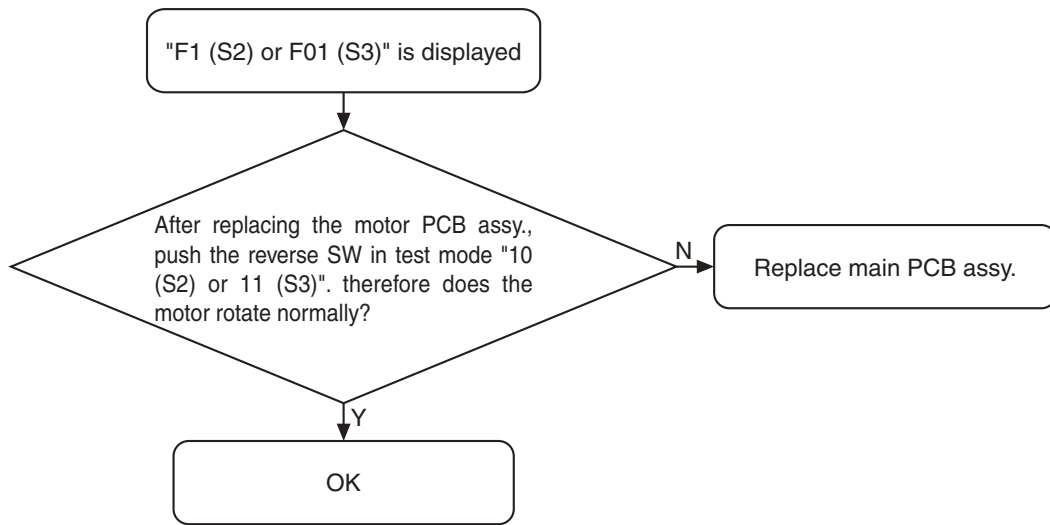 "F1 (S2) or F01 (S3)" is displayed
After replacing the motor PCB assy.,
push the reverse SW in test mode "10
(S2) or 11 (S3)". therefore does the
motor rotate normally?
N
Replace main PCB assy.
Y
OK